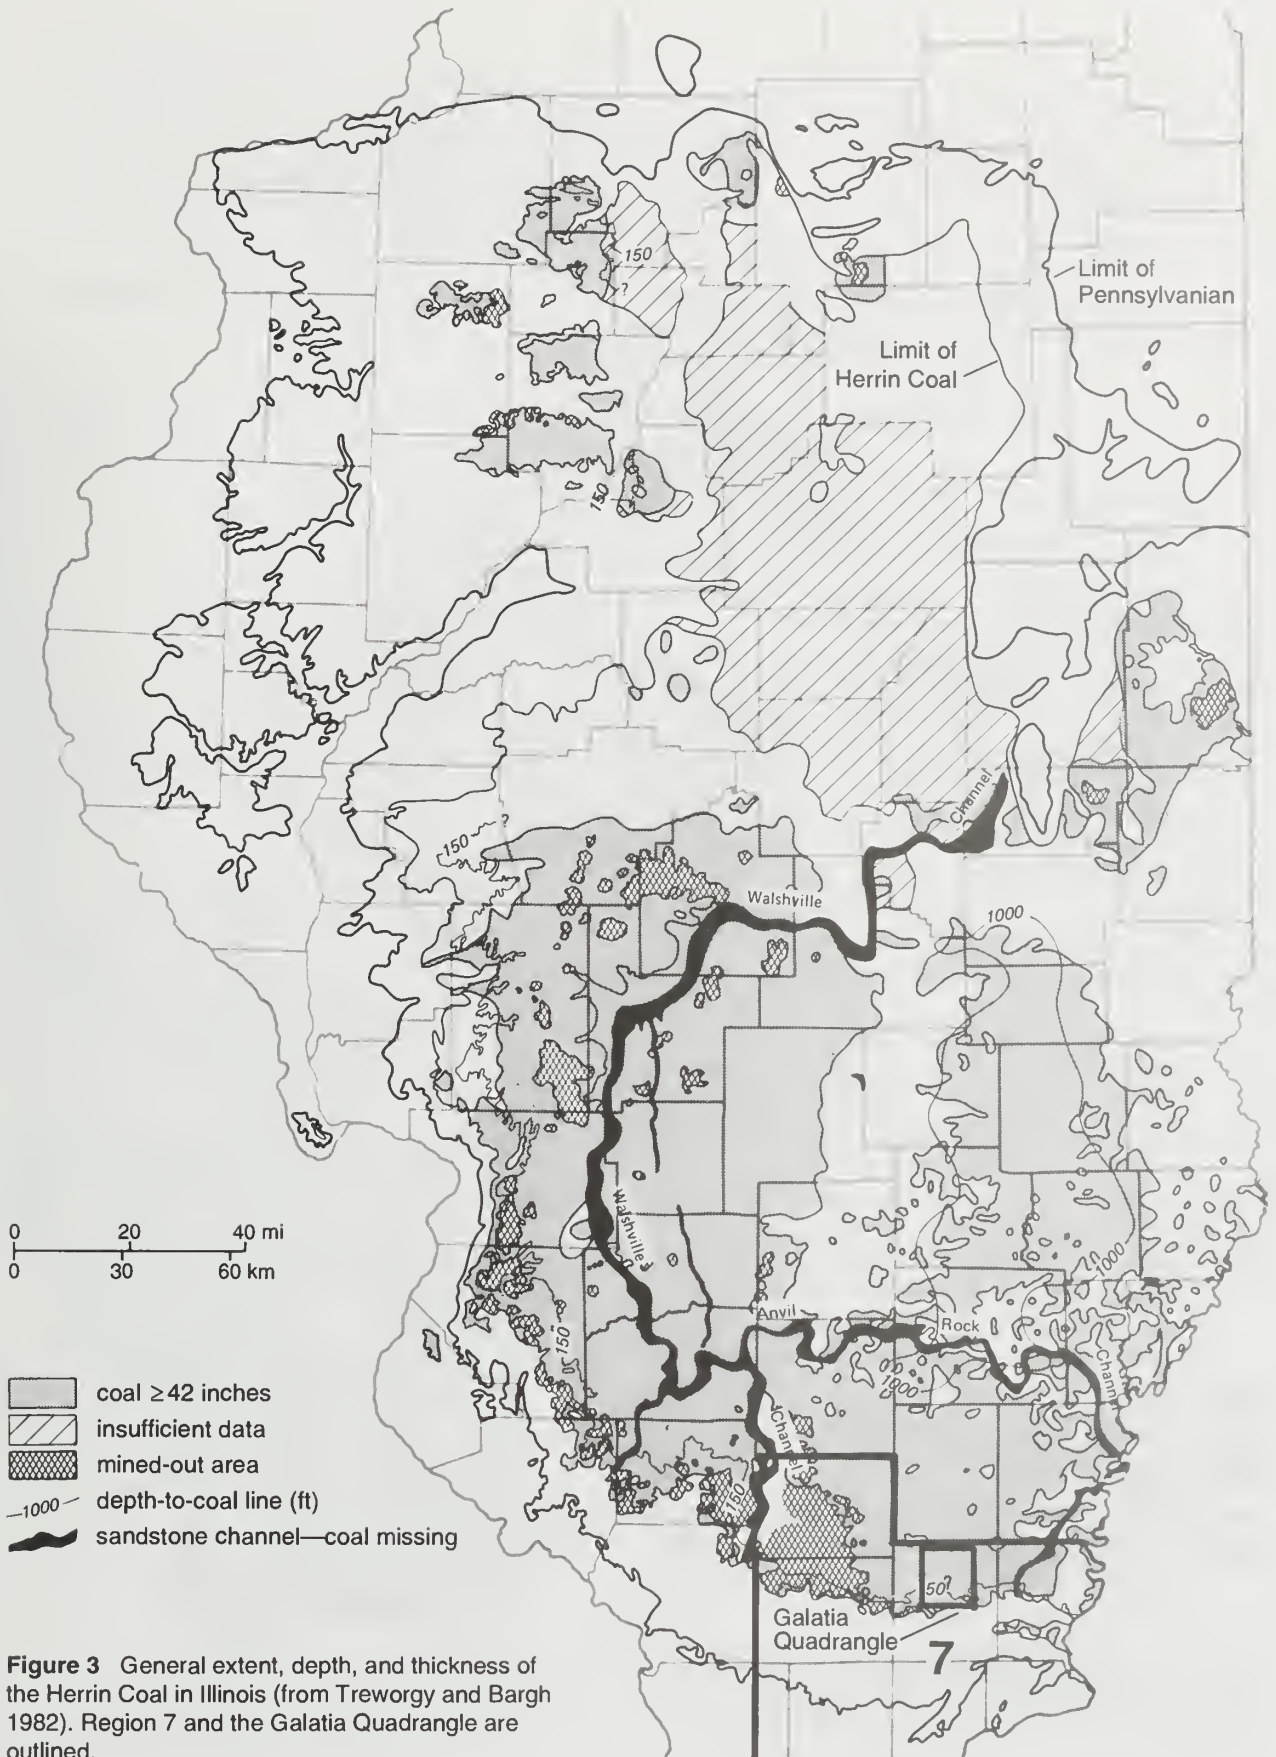 150
?
Limit of
Pennsylvanian
Limit of
Herrin Coal
150
Channel
150
?
Walshville
1000
0 20 40 mi
0 30 60 km
Walshville
1000
Anvil
Rock
Channel
150
1000
Channel
150
50?
coal ≥ 42 inches
insufficient data
mined-out area
1000 depth-to-coal line (ft)
sandstone channel—coal missing
Galatia
Quadrangle
7
Figure 3 General extent, depth, and thickness of
the Herrin Coal in Illinois (from Treworgy and Bargh
1982). Region 7 and the Galatia Quadrangle are
outlined.